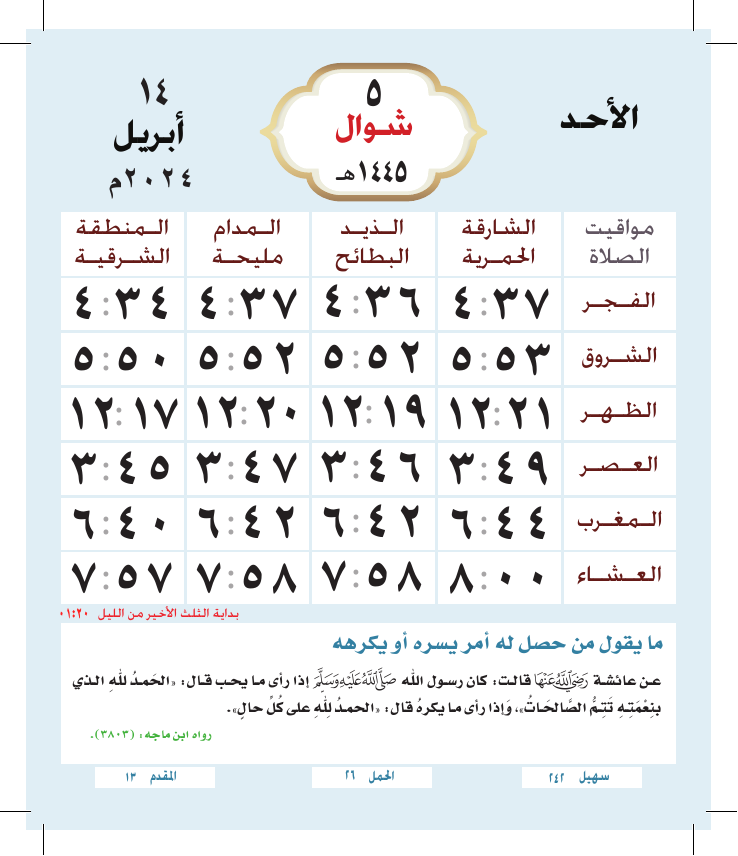 الأحد
٥
شوال
١٤٤٥هـ
١٤
أبريل
٢٠٢٤م
مواقيت الصلاة
الشارقة الحمرية
الـذيـد البطائح
المدام مليحة
المنطقة الشرقية
الفجر ٤:٣٧ ٤:٣٦ ٤:٣٧ ٤:٣٤
الشروق ٥:٥٣ ٥:٥٢ ٥:٥٢ ٥:٥٠
الظهر ١٢:٢١ ١٢:١٩ ١٢:٢٠ ١٢:١٧
العصر ٣:٤٩ ٣:٤٦ ٣:٤٧ ٣:٤٥
المغرب ٦:٤٤ ٦:٤٢ ٦:٤٢ ٦:٤٠
العشاء ٨:٠٠ ٧:٥٨ ٧:٥٨ ٧:٥٧
بداية الثلث الأخير من الليل ٠١:٢٠
ما يقول من حصل له أمر يسره أو يكرهه
عن عائشة رَضِيَ اللَّهُ عَنْهَا قالت: كان رسول الله صَلَّى اللَّهُ عَلَيْهِ وَسَلَّمَ إذا رأى ما يحب قال: «الحَمدُ للهِ الذي
بنِعْمَتِهِ تَتِمُّ الصَّالحَاتُ»، وَإذا رأى ما يكرهُ قال: «الحمدُ للهِ على كُلِّ حالٍ».
رواه ابن ماجه: (٣٨٠٣).
سهيل ٢٤٢
الحمل ٢٦
المقدم ١٣